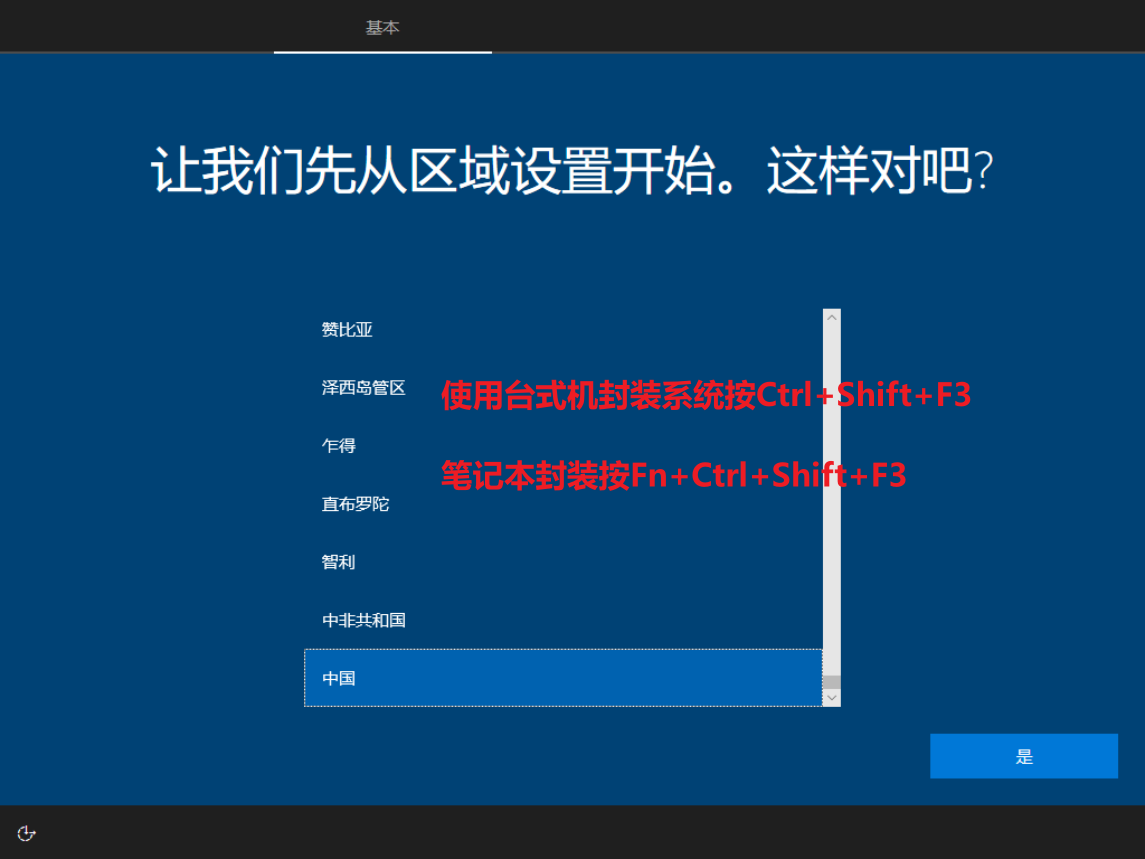 基本
让我们先从区域设置开始。这样对吧?
赞比亚
泽西岛管区
使用台式机封装系统按Ctrl+Shift+F3
乍得
笔记本封装按Fn+Ctrl+Shift+F3
直布罗陀
智利
中非共和国
中国
是